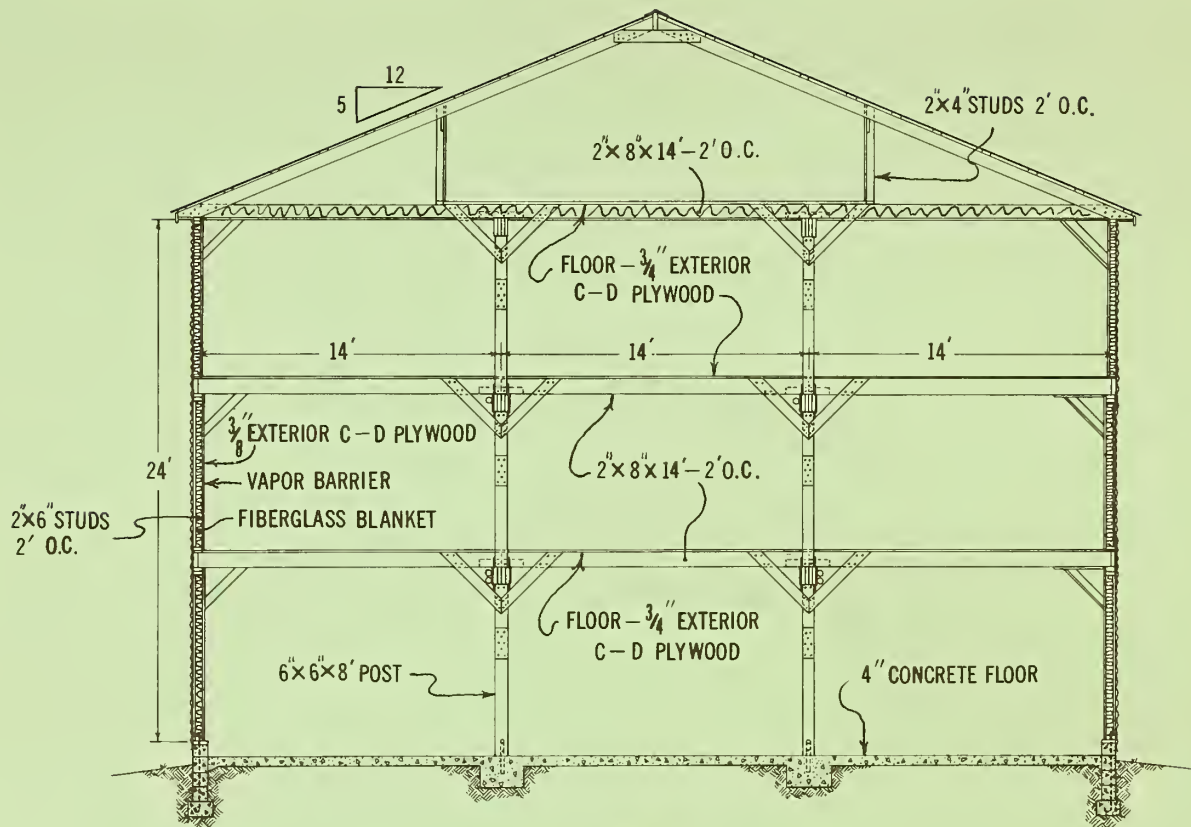 12
5
2"×4" STUDS 2' O.C.
2"×8"×14'–2' O.C.
FLOOR – 3/4" EXTERIOR
C–D PLYWOOD
14'
14'
14'
3/8" EXTERIOR C–D PLYWOOD
24'
VAPOR BARRIER
2"×8"×14'–2' O.C.
2"×6" STUDS
2' O.C.
FIBERGLASS BLANKET
FLOOR – 3/4" EXTERIOR
C–D PLYWOOD
6"×6"×8' POST
4" CONCRETE FLOOR